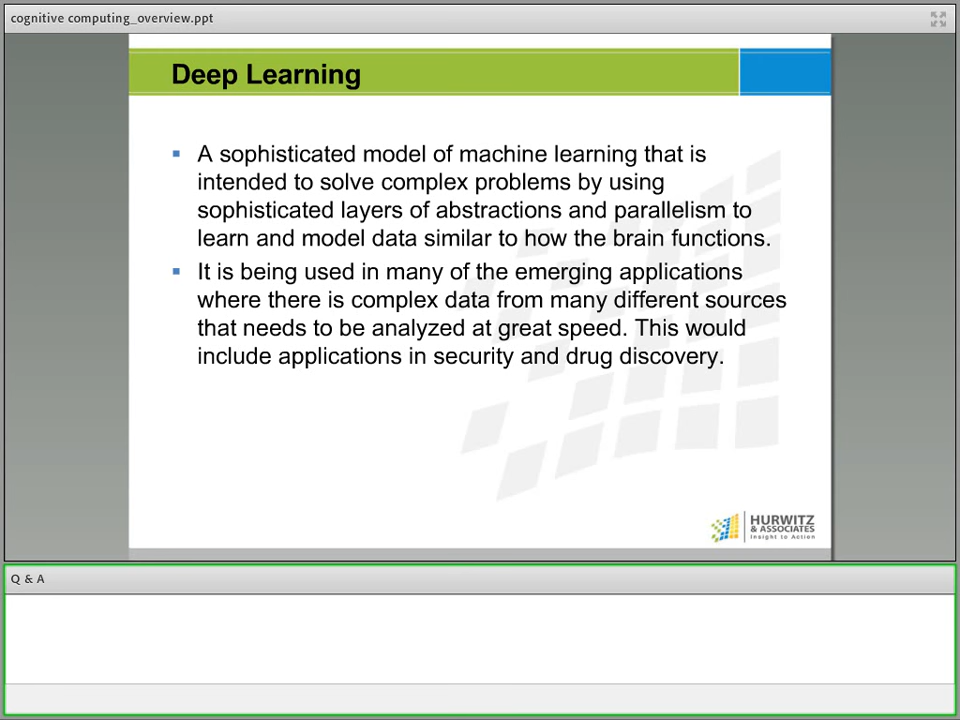 cognitive computing_overview.ppt
Deep Learning
A sophisticated model of machine learning that is
intended to solve complex problems by using
sophisticated layers of abstractions and parallelism to
learn and model data similar to how the brain functions.
It is being used in many of the emerging applications
where there is complex data from many different sources
that needs to be analyzed at great speed. This would
include applications in security and drug discovery.
HURWITZ
& ASSOCIATES
Insight to Action
Q & A